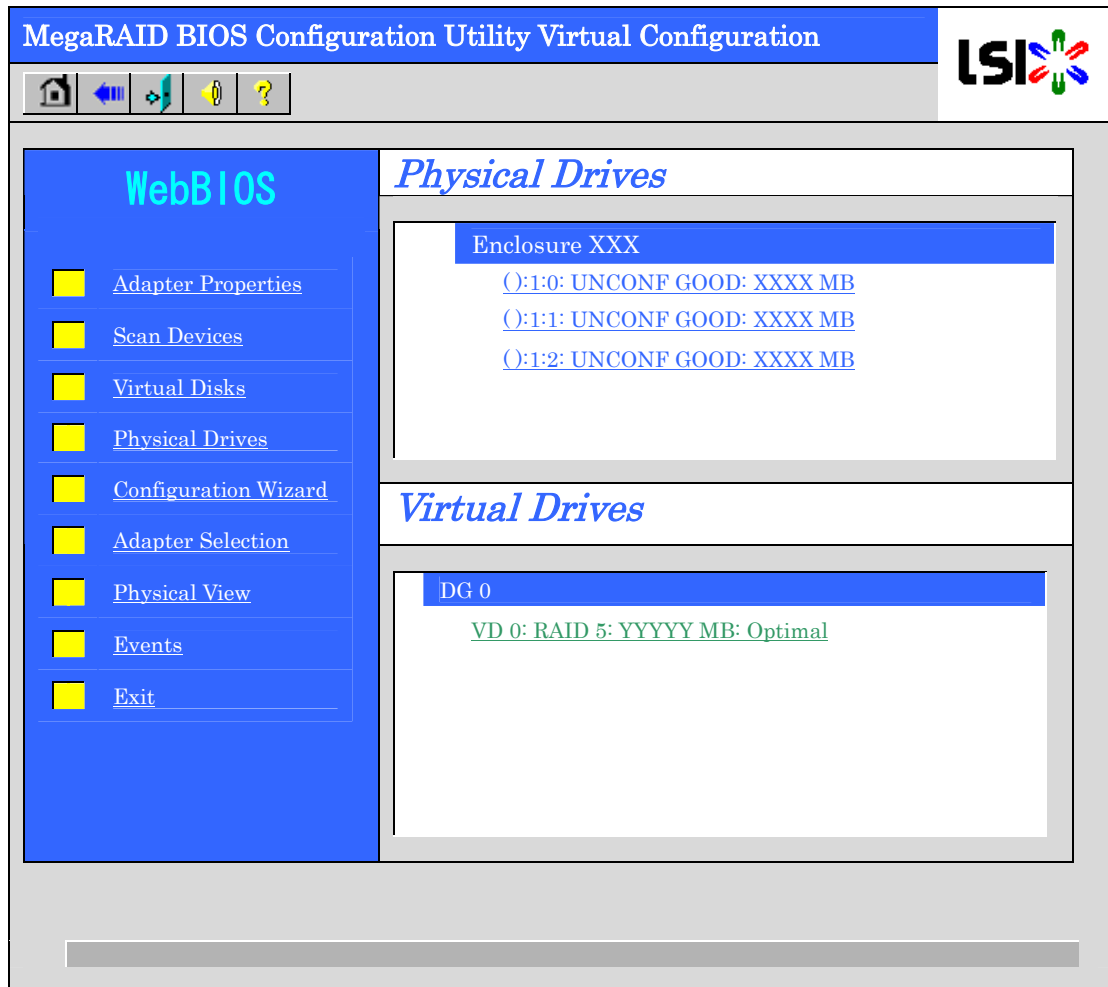 MegaRAID BIOS Configuration Utility Virtual Configuration
LSI
WebBIOS
Adapter Properties
Scan Devices
Virtual Disks
Physical Drives
Configuration Wizard
Adapter Selection
Physical View
Events
Exit
Physical Drives
Enclosure XXX
( ):1:0: UNCONF GOOD: XXXX MB
( ):1:1: UNCONF GOOD: XXXX MB
( ):1:2: UNCONF GOOD: XXXX MB
Virtual Drives
DG 0
VD 0: RAID 5: YYYYY MB: Optimal